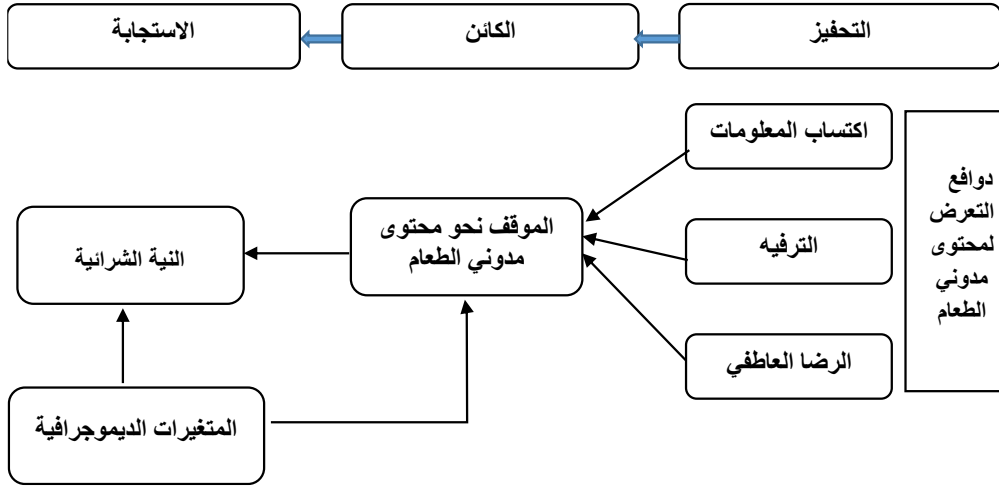 التحفيز
الكائن
الاستجابة
دوافع
التعرض
لمحتوى
مدوني
الطعام
اكتساب المعلومات
الترفيه
الرضا العاطفي
الموقف نحو محتوى
مدوني الطعام
النية الشرائية
المتغيرات الديموجرافية